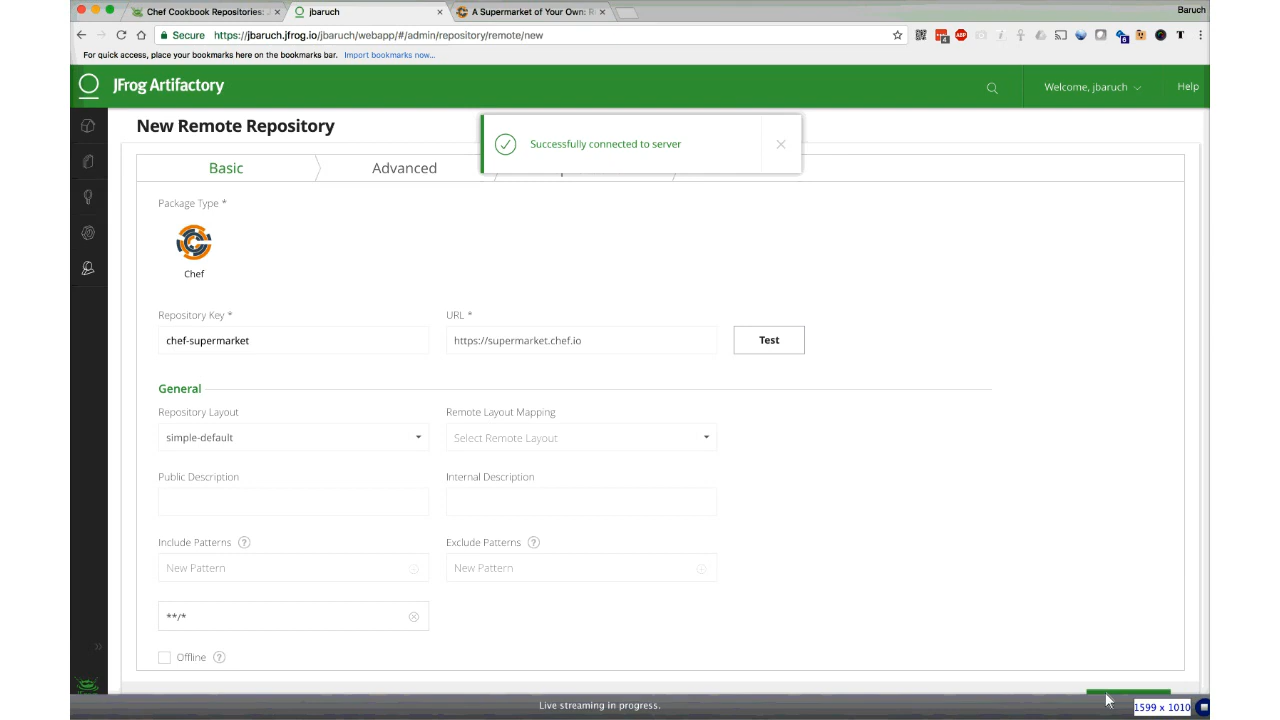 Chef Cookbook Repositories:
jbaruch
A Supermarket of Your Own: R
Baruch
Secure
https://jbaruch.jfrog.io/jbaruch/webapp/#/admin/repository/remote/new
For quick access, place your bookmarks here on the bookmarks bar. Import bookmarks now...
JFrog Artifactory
Welcome, jbaruch
Help
New Remote Repository
Successfully connected to server
Basic
Advanced
Package Type *
Chef
Repository Key *
URL *
chef-supermarket
https://supermarket.chef.io
Test
General
Repository Layout
Remote Layout Mapping
simple-default
Select Remote Layout
Public Description
Internal Description
Include Patterns ?
Exclude Patterns ?
New Pattern
New Pattern
**/*
Offline ?
Live streaming in progress.
1599 x 1010